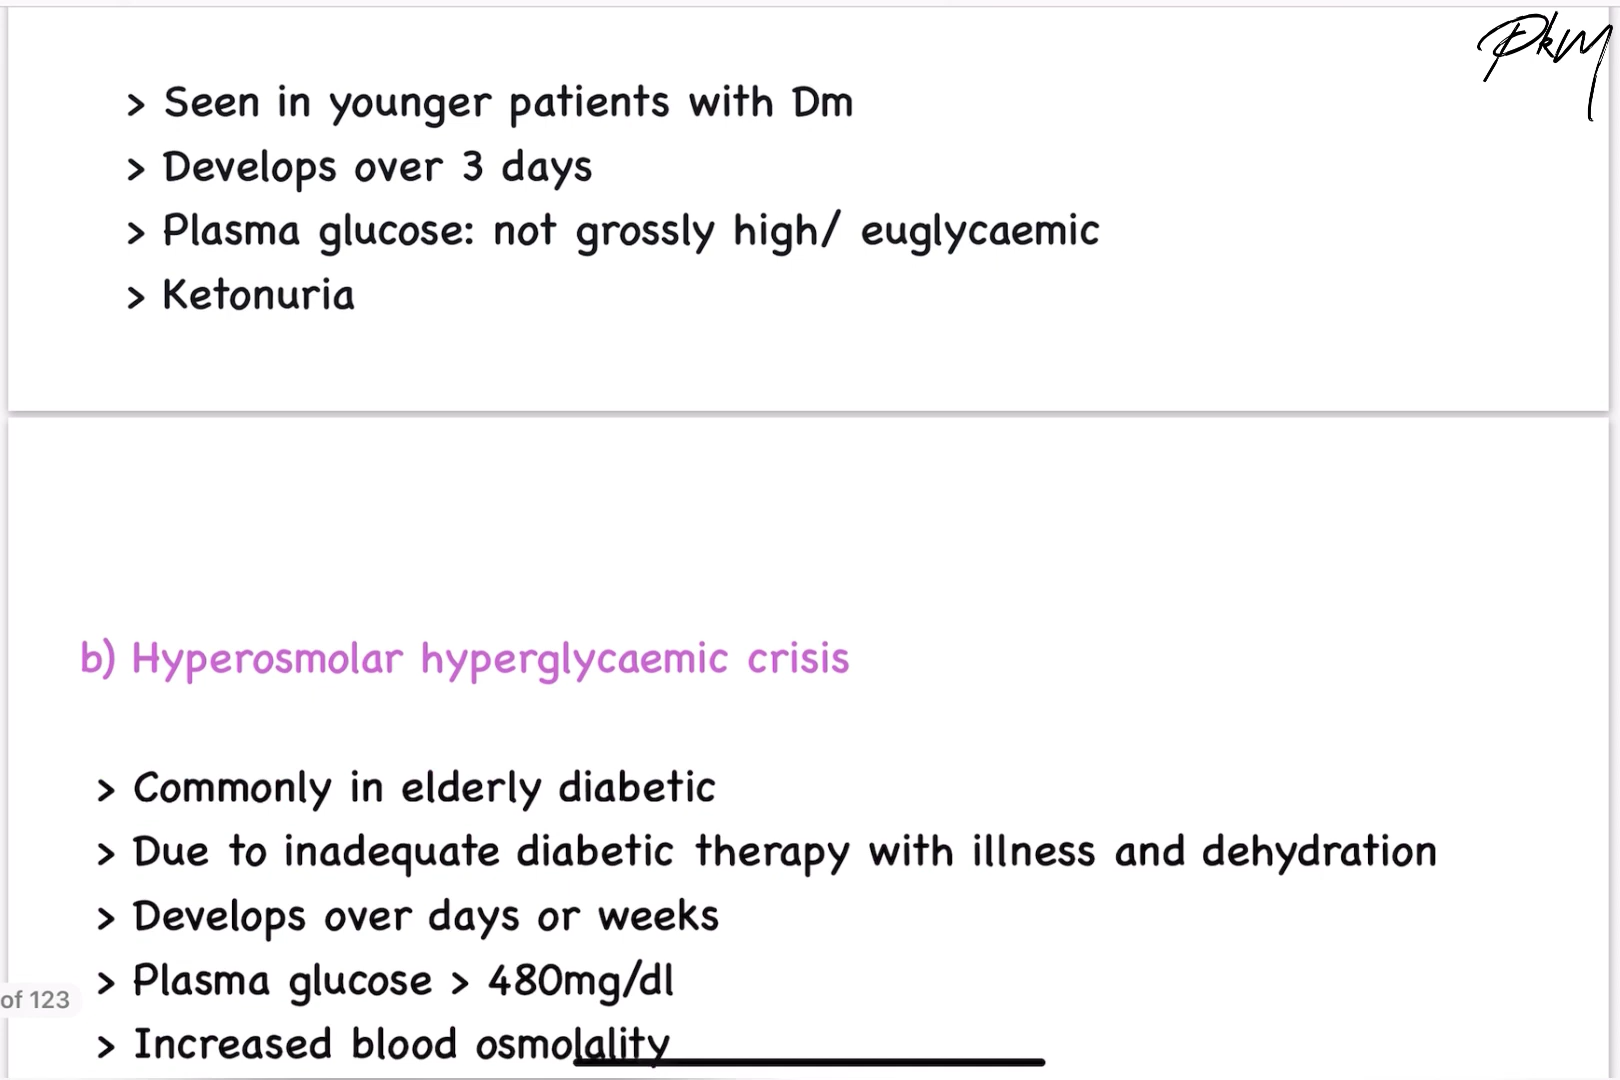 PkM
> Seen in younger patients with Dm
> Develops over 3 days
> Plasma glucose: not grossly high/ euglycaemic
> Ketonuria
b) Hyperosmolar hyperglycaemic crisis
> Commonly in elderly diabetic
> Due to inadequate diabetic therapy with illness and dehydration
> Develops over days or weeks
> Plasma glucose > 480mg/dl
of 123
> Increased blood osmolality